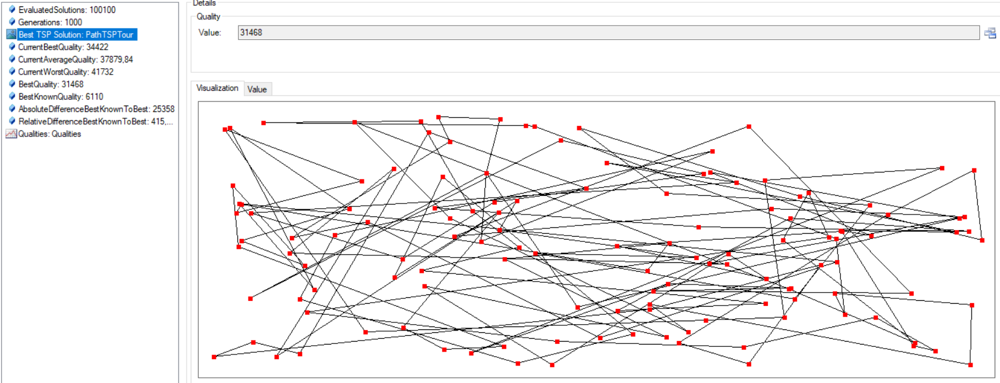 EvaluatedSolutions: 100100
Generations: 1000
Best TSP Solution: PathTSPTour
CurrentBestQuality: 34422
CurrentAverageQuality: 37879,84
CurrentWorstQuality: 41732
BestQuality: 31468
BestKnownQuality: 6110
AbsoluteDifferenceBestKnownToBest: 25358
RelativeDifferenceBestKnownToBest: 415,...
Qualities: Qualities
Details
Quality
Value: 31468
Visualization Value